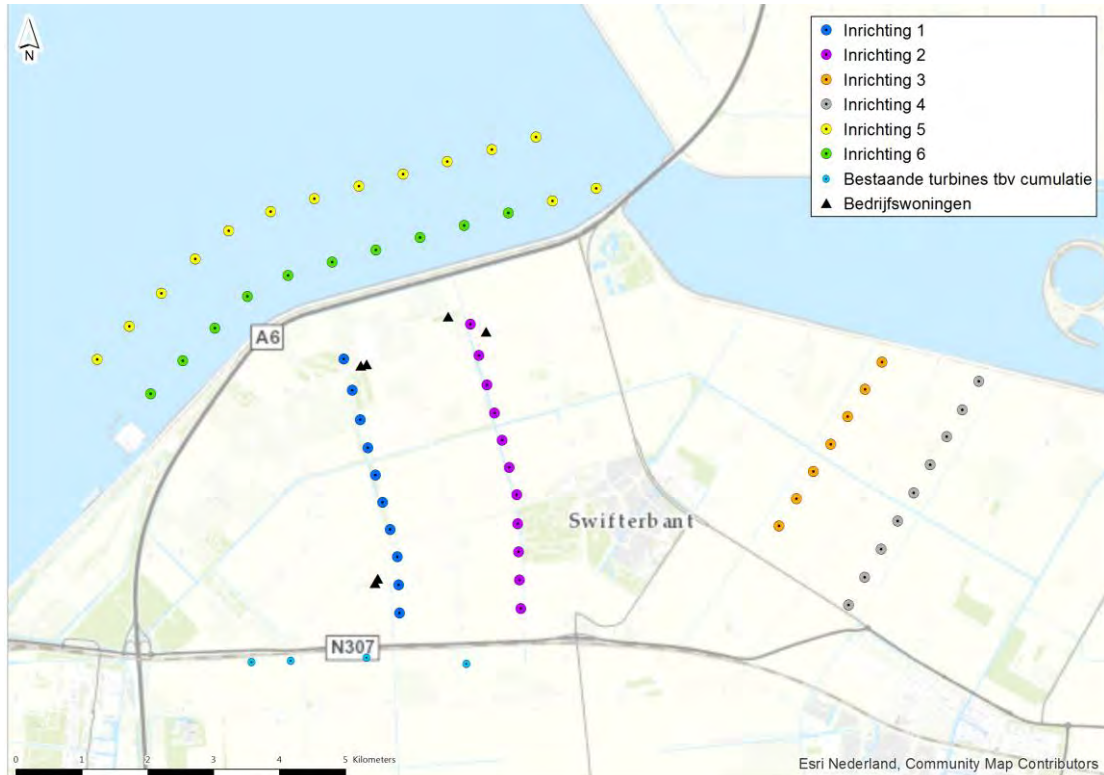 N
Inrichting 1
Inrichting 2
Inrichting 3
Inrichting 4
Inrichting 5
Inrichting 6
Bestaande turbines tbv cumulatie
Bedrijfswoningen
A6
Swifterbant
N307
0 1 2 3 4 5 Kilometers
Esri Nederland, Community Map Contributors